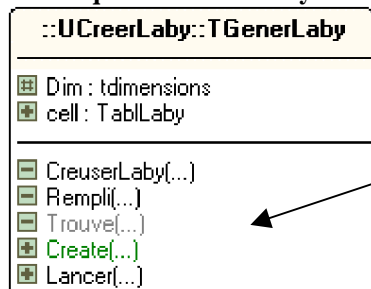 ::UCreerLaby::TGenerLaby
# Dim : tdimensions
+ cell : TablLaby
- CreuserLaby(...)
- Rempli(...)
- Trouve(...)
+ Create(...)
+ Lancer(...)